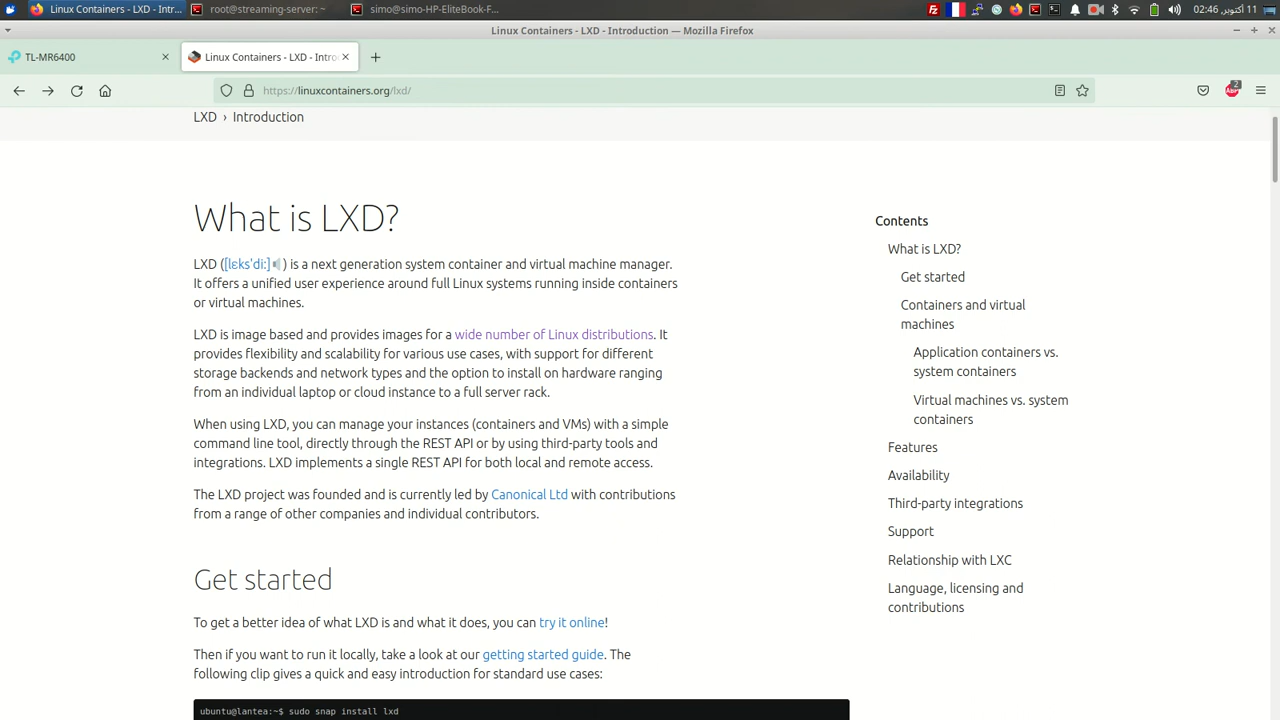 Linux Containers - LXD - Intr...
root@streaming-server: ~
simo@simo-HP-EliteBook-F...
02:46 11 أكتوبر
Linux Containers - LXD - Introduction — Mozilla Firefox
TL-MR6400
Linux Containers - LXD - Intro
https://linuxcontainers.org/lxd/
2
ABP
LXD › Introduction
What is LXD?
LXD ([lɛks'di:]) is a next generation system container and virtual machine manager.
It offers a unified user experience around full Linux systems running inside containers
or virtual machines.
LXD is image based and provides images for a wide number of Linux distributions. It
provides flexibility and scalability for various use cases, with support for different
storage backends and network types and the option to install on hardware ranging
from an individual laptop or cloud instance to a full server rack.
When using LXD, you can manage your instances (containers and VMs) with a simple
command line tool, directly through the REST API or by using third-party tools and
integrations. LXD implements a single REST API for both local and remote access.
The LXD project was founded and is currently led by Canonical Ltd with contributions
from a range of other companies and individual contributors.
Get started
To get a better idea of what LXD is and what it does, you can try it online!
Then if you want to run it locally, take a look at our getting started guide. The
following clip gives a quick and easy introduction for standard use cases:
ubuntu@lantea:~$ sudo snap install lxd
Contents
What is LXD?
Get started
Containers and virtual
machines
Application containers vs.
system containers
Virtual machines vs. system
containers
Features
Availability
Third-party integrations
Support
Relationship with LXC
Language, licensing and
contributions